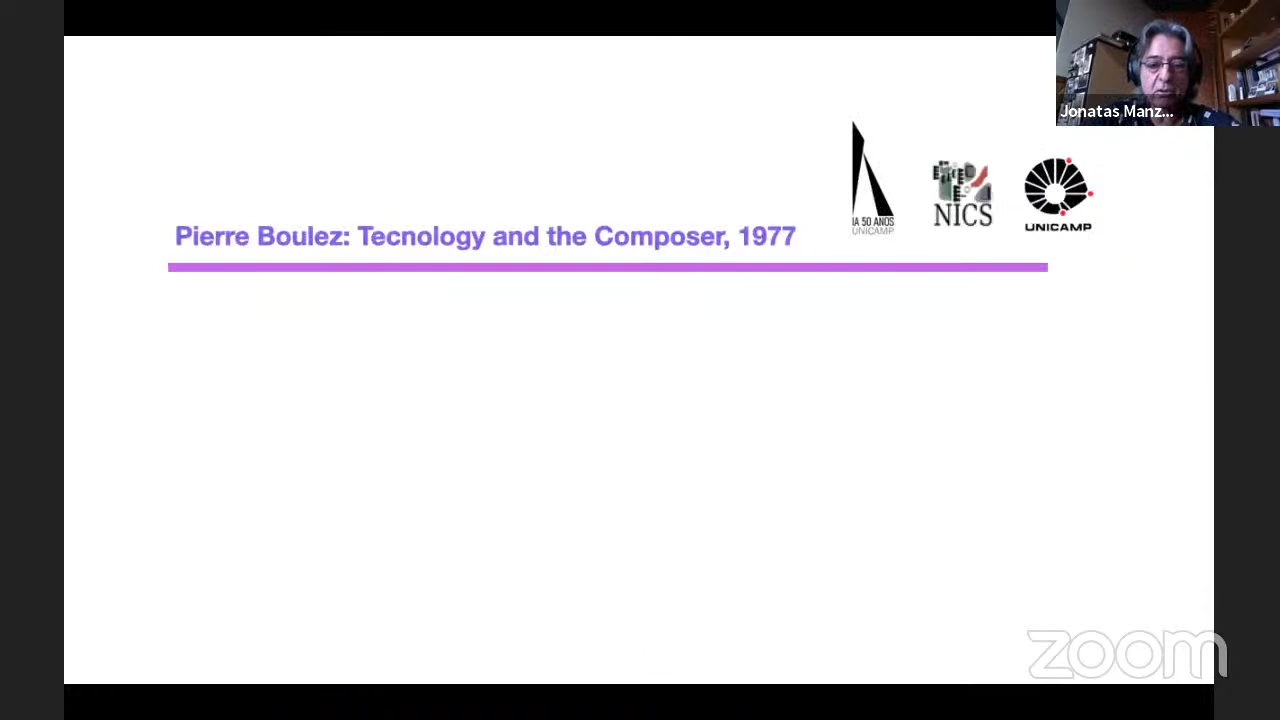 Jonatas Manz...
IA 50 ANOS
UNICAMP
NICS
UNICAMP
Pierre Boulez: Tecnology and the Composer, 1977
zoom